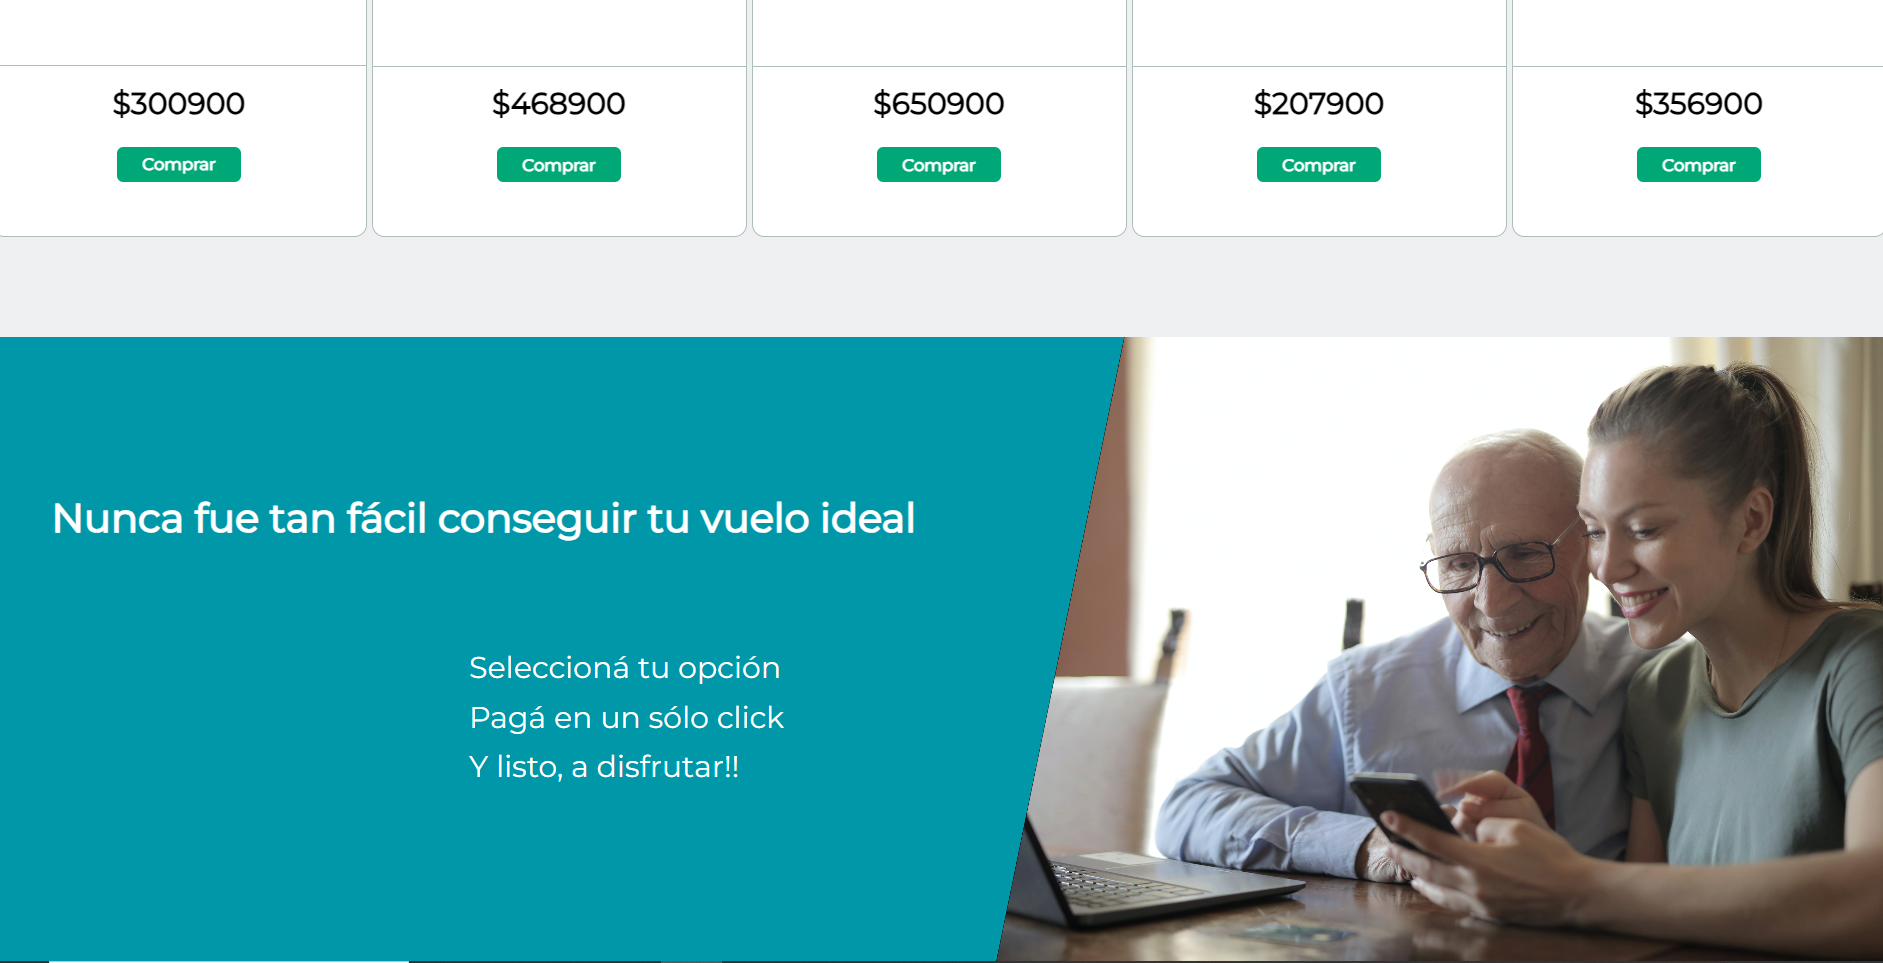 $300900 $468900 $650900 $207900 $356900
Comprar Comprar Comprar Comprar Comprar
Nunca fue tan fácil conseguir tu vuelo ideal
Seleccioná tu opción
Pagá en un sólo click
Y listo, a disfrutar!!